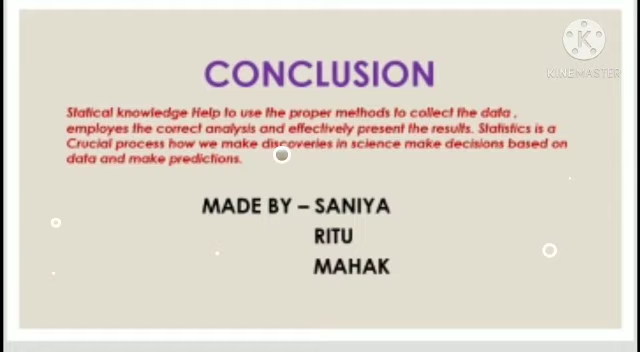 KINEMASTER
CONCLUSION
Statical knowledge Help to use the proper methods to collect the data ,
employes the correct analysis and effectively present the results. Statistics is a
Crucial process how we make discoveries in science make decisions based on
data and make predictions.
MADE BY – SANIYA
RITU
MAHAK